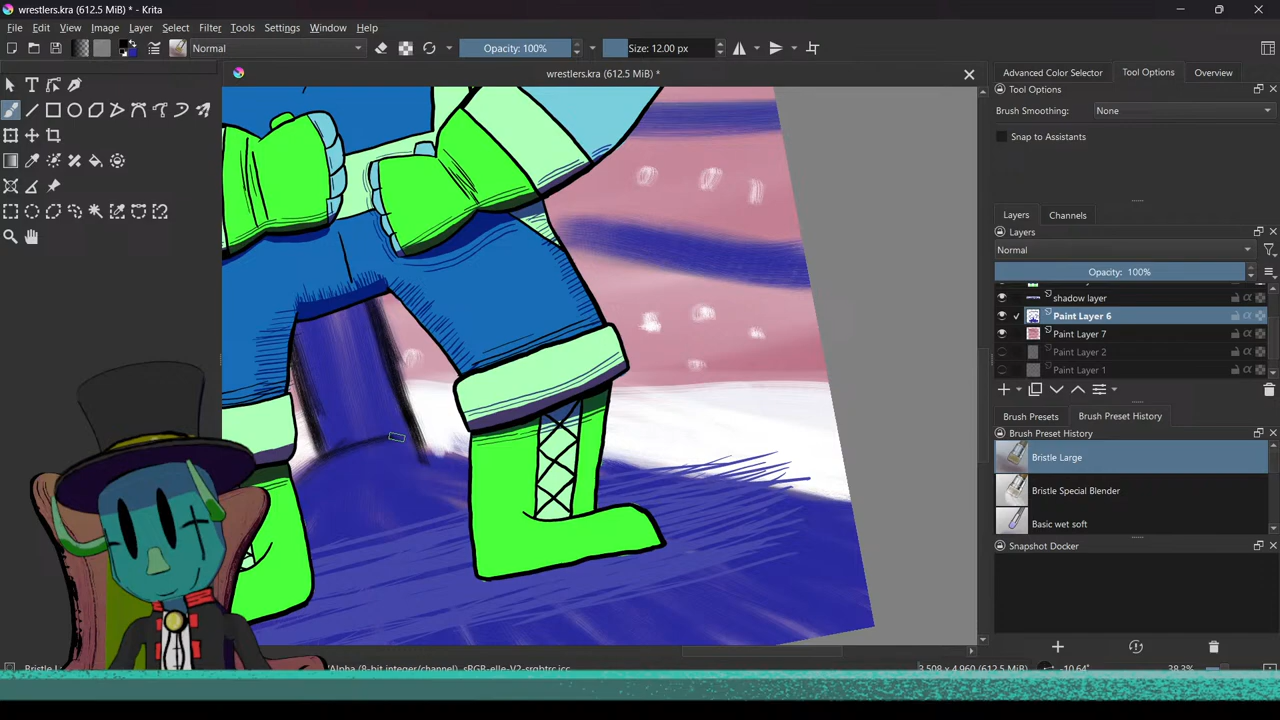 wrestlers.kra (612.5 MiB) * - Krita
File Edit View Image Layer Select Filter Tools Settings Window Help
Normal Opacity: 100% Size: 12.00 px
wrestlers.kra (612.5 MiB) *
Advanced Color Selector Tool Options Overview
Tool Options
Brush Smoothing: None
Snap to Assistants
Layers Channels
Layers
Normal
Opacity: 100%
shadow layer
Paint Layer 6
Paint Layer 7
Paint Layer 2
Paint Layer 1
Brush Presets Brush Preset History
Brush Preset History
Bristle Large
Bristle Special Blender
Basic wet soft
Snapshot Docker